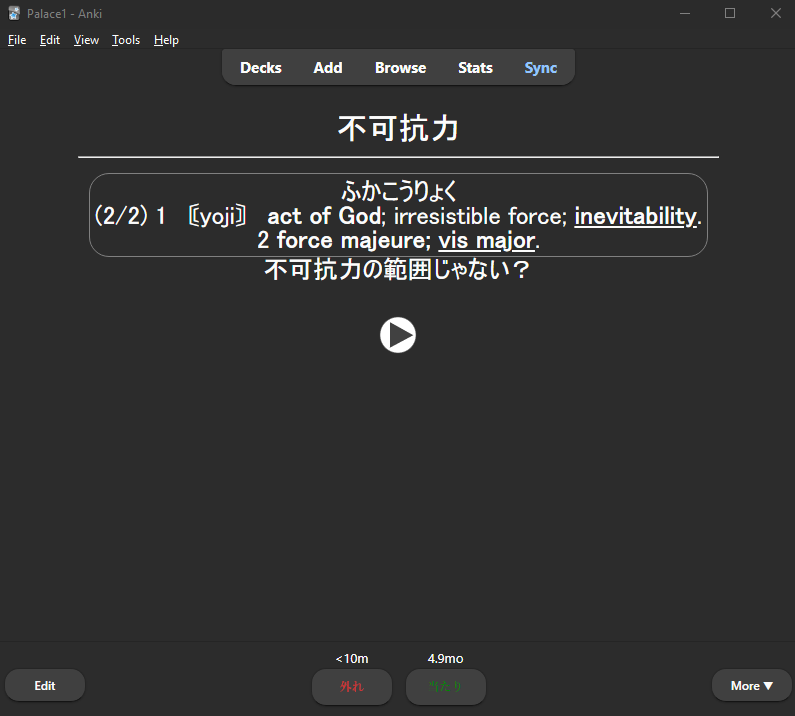 Palace1 - Anki
File Edit View Tools Help
Decks Add Browse Stats Sync
不可抗力
ふかこうりょく
(2/2) 1 〘yoji〙 act of God; irresistible force; inevitability.
2 force majeure; vis major.
不可抗力の範囲じゃない？
<10m 4.9mo
Edit 外れ 当たり More ▼